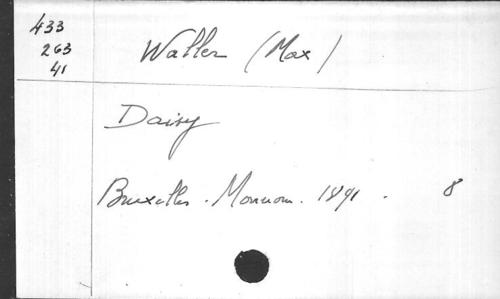 433
263
41
Waller (Max)
Daisy
Bruxelles. Monnom. 1891. 8